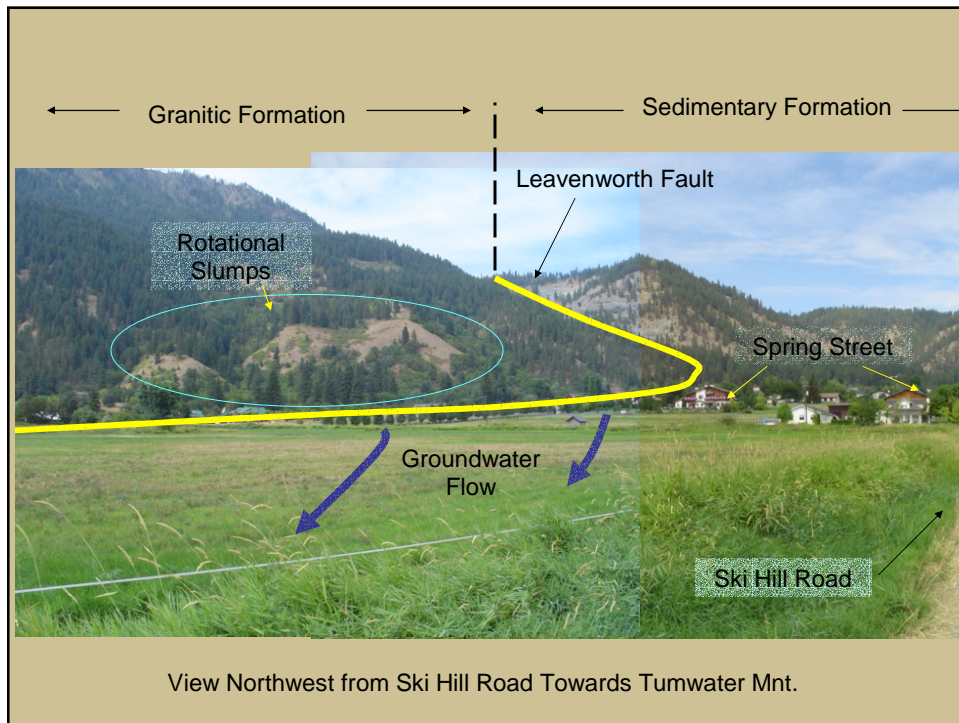 Granitic Formation
Sedimentary Formation
Leavenworth Fault
Rotational
Slumps
Spring Street
Groundwater
Flow
Ski Hill Road
View Northwest from Ski Hill Road Towards Tumwater Mnt.